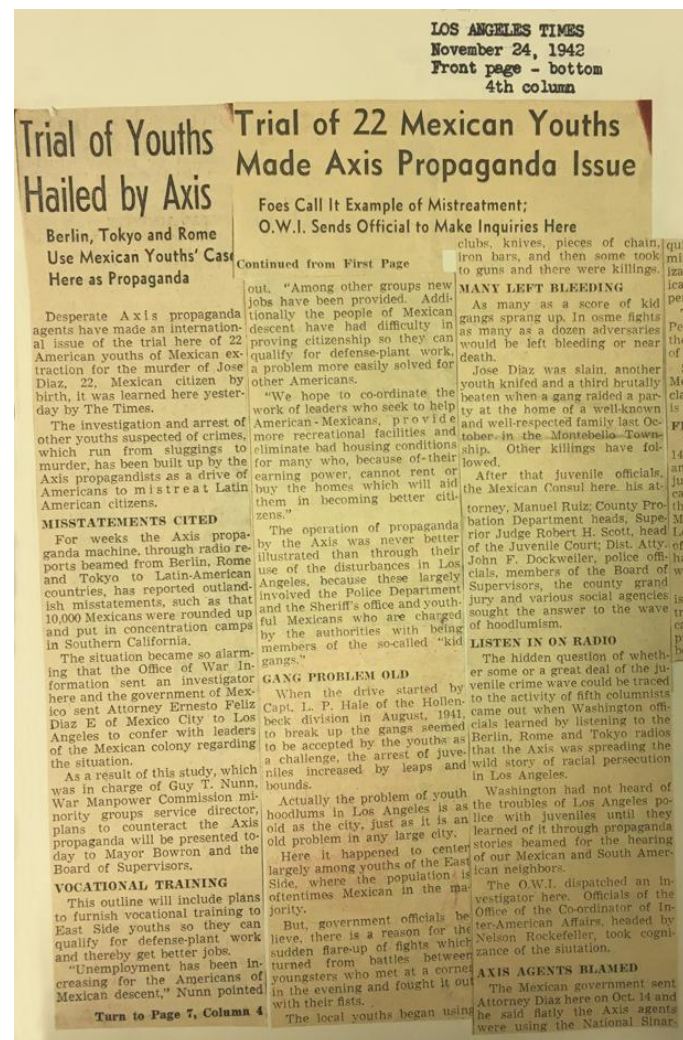 LOS ANGELES TIMES
November 24, 1942
Front page - bottom
4th column
Trial of Youths
Hailed by Axis
Berlin, Tokyo and Rome
Use Mexican Youths' Case
Here as Propaganda
Desperate Axis propaganda
agents have made an internation-
al issue of the trial here of 22
American youths of Mexican ex-
traction for the murder of Jose
Diaz, 22, Mexican citizen by
birth, it was learned here yester-
day by The Times.
The investigation and arrest of
other youths suspected of crimes,
which run from sluggings to
murder, has been built up by the
Axis propagandists as a drive of
Americans to mistreat Latin
American citizens.
MISSTATEMENTS CITED
For weeks the Axis propa-
ganda machine, through radio re-
ports beamed from Berlin, Rome
and Tokyo to Latin-American
countries, has reported outland-
ish misstatements, such as that
10,000 Mexicans were rounded up
and put in concentration camps
in Southern California.
The situation became so alarm-
ing that the Office of War In-
formation sent an investigator
here and the government of Mex-
ico sent Attorney Ernesto Feliz
Diaz E of Mexico City to Los
Angeles to confer with leaders
of the Mexican colony regarding
the situation.
As a result of this study, which
was in charge of Guy T. Nunn,
War Manpower Commission mi-
nority groups service director,
plans to counteract the Axis
propaganda will be presented to-
day to Mayor Bowron and the
Board of Supervisors.
VOCATIONAL TRAINING
This outline will include plans
to furnish vocational training to
East Side youths so they can
qualify for defense-plant work
and thereby get better jobs.
"Unemployment has been in-
creasing for the Americans of
Mexican descent," Nunn pointed
Turn to Page 7, Column 4
Trial of 22 Mexican Youths
Made Axis Propaganda Issue
Foes Call It Example of Mistreatment;
O.W.I. Sends Official to Make Inquiries Here
Continued from First Page
out. "Among other groups new
jobs have been provided. Addi-
tionally the people of Mexican
descent have had difficulty in
proving citizenship so they can
qualify for defense-plant work,
a problem more easily solved for
other Americans.
"We hope to co-ordinate the
work of leaders who seek to help
American-Mexicans, provide
more recreational facilities and
eliminate bad housing conditions
for many who, because of their
earning power, cannot rent or
buy the homes which will aid
them in becoming better citi-
zens."
The operation of propaganda
by the Axis was never better
illustrated than through their
use of the disturbances in Los
Angeles, because these largely
involved the Police Department
and the Sheriff's office and youth-
ful Mexicans who are charged
by the authorities with being
members of the so-called "kid
gangs."
GANG PROBLEM OLD
When the drive started by
Capt. L. P. Hale of the Hollen-
beck division in August, 1941,
to break up the gangs seemed
to be accepted by the youths as
a challenge, the arrest of juve-
niles increased by leaps and
bounds.
Actually the problem of youth
hoodlums in Los Angeles is as
old as the city, just as it is an
old problem in any large city.
Here it happened to center
largely among youths of the East
Side, where the population is
oftentimes Mexican in the ma-
jority.
But, government officials be-
lieve, there is a reason for the
sudden flare-up of fights which
turned from battles between
youngsters who met at a corner
in the evening and fought it out
with their fists.
The local youths began using
clubs, knives, pieces of chain,
iron bars, and then some took
to guns and there were killings.
MANY LEFT BLEEDING
As many as a score of kid
gangs sprang up. In osme fights
as many as a dozen adversaries
would be left bleeding or near
death.
Jose Diaz was slain, another
youth knifed and a third brutally
beaten when a gang raided a par-
ty at the home of a well-known
and well-respected family last Oc-
tober in the Montebello Town-
ship. Other killings have fol-
lowed.
After that juvenile officials,
the Mexican Consul here, his at-
torney, Manuel Ruiz; County Pro-
bation Department heads, Supe-
rior Judge Robert H. Scott, head
of the Juvenile Court; Dist. Atty.
John F. Dockweiler, police offi-
cials, members of the Board of
Supervisors, the county grand
jury and various social agencies
sought the answer to the wave
of hoodlumism.
LISTEN IN ON RADIO
The hidden question of wheth-
er some or a great deal of the ju-
venile crime wave could be traced
to the activity of fifth columnists
came out when Washington offi-
cials learned by listening to the
Berlin, Rome and Tokyo radios
that the Axis was spreading the
wild story of racial persecution
in Los Angeles.
Washington had not heard of
the troubles of Los Angeles po-
lice with juveniles until they
learned of it through propaganda
stories beamed for the hearing
of our Mexican and South Amer-
ican neighbors.
The O.W.I. dispatched an in-
vestigator here. Officials of the
Office of the Co-ordinator of In-
ter-American Affairs, headed by
Nelson Rockefeller, took cogni-
zance of the siutation.
AXIS AGENTS BLAMED
The Mexican government sent
Attorney Diaz here on Oct. 14 and
he said flatly the Axis agents
were using the National Sinar-